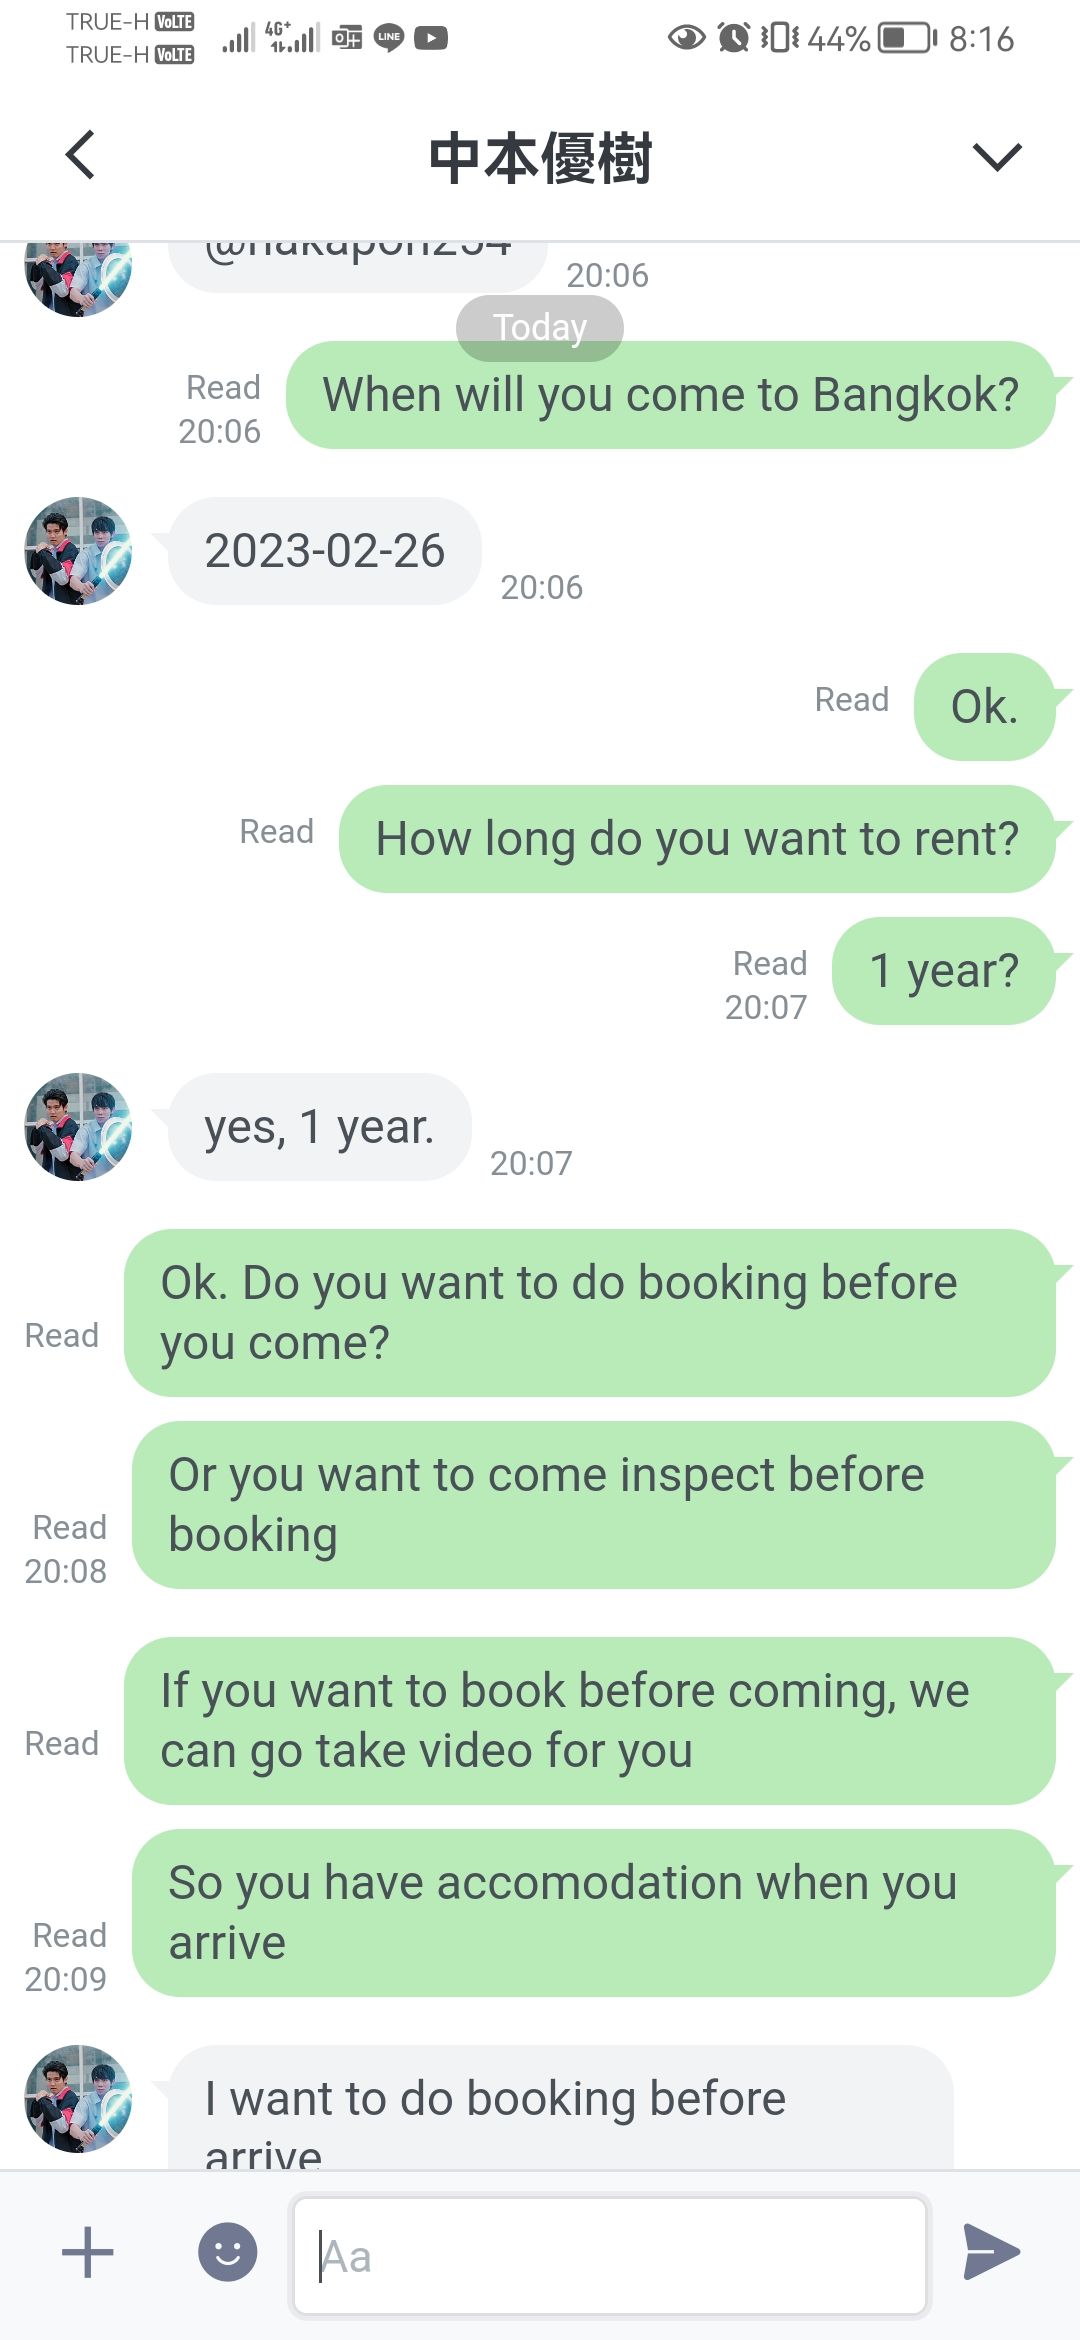 TRUE-H VoLTE
TRUE-H VoLTE
4G+
LINE
44%
8:16
中本優樹
@nakapon254
20:06
Today
Read
20:06
When will you come to Bangkok?
2023-02-26
20:06
Read
Ok.
Read
How long do you want to rent?
Read
20:07
1 year?
yes, 1 year.
20:07
Ok. Do you want to do booking before
you come?
Read
Or you want to come inspect before
booking
Read
20:08
If you want to book before coming, we
can go take video for you
Read
So you have accomodation when you
arrive
Read
20:09
I want to do booking before
arrive
Aa